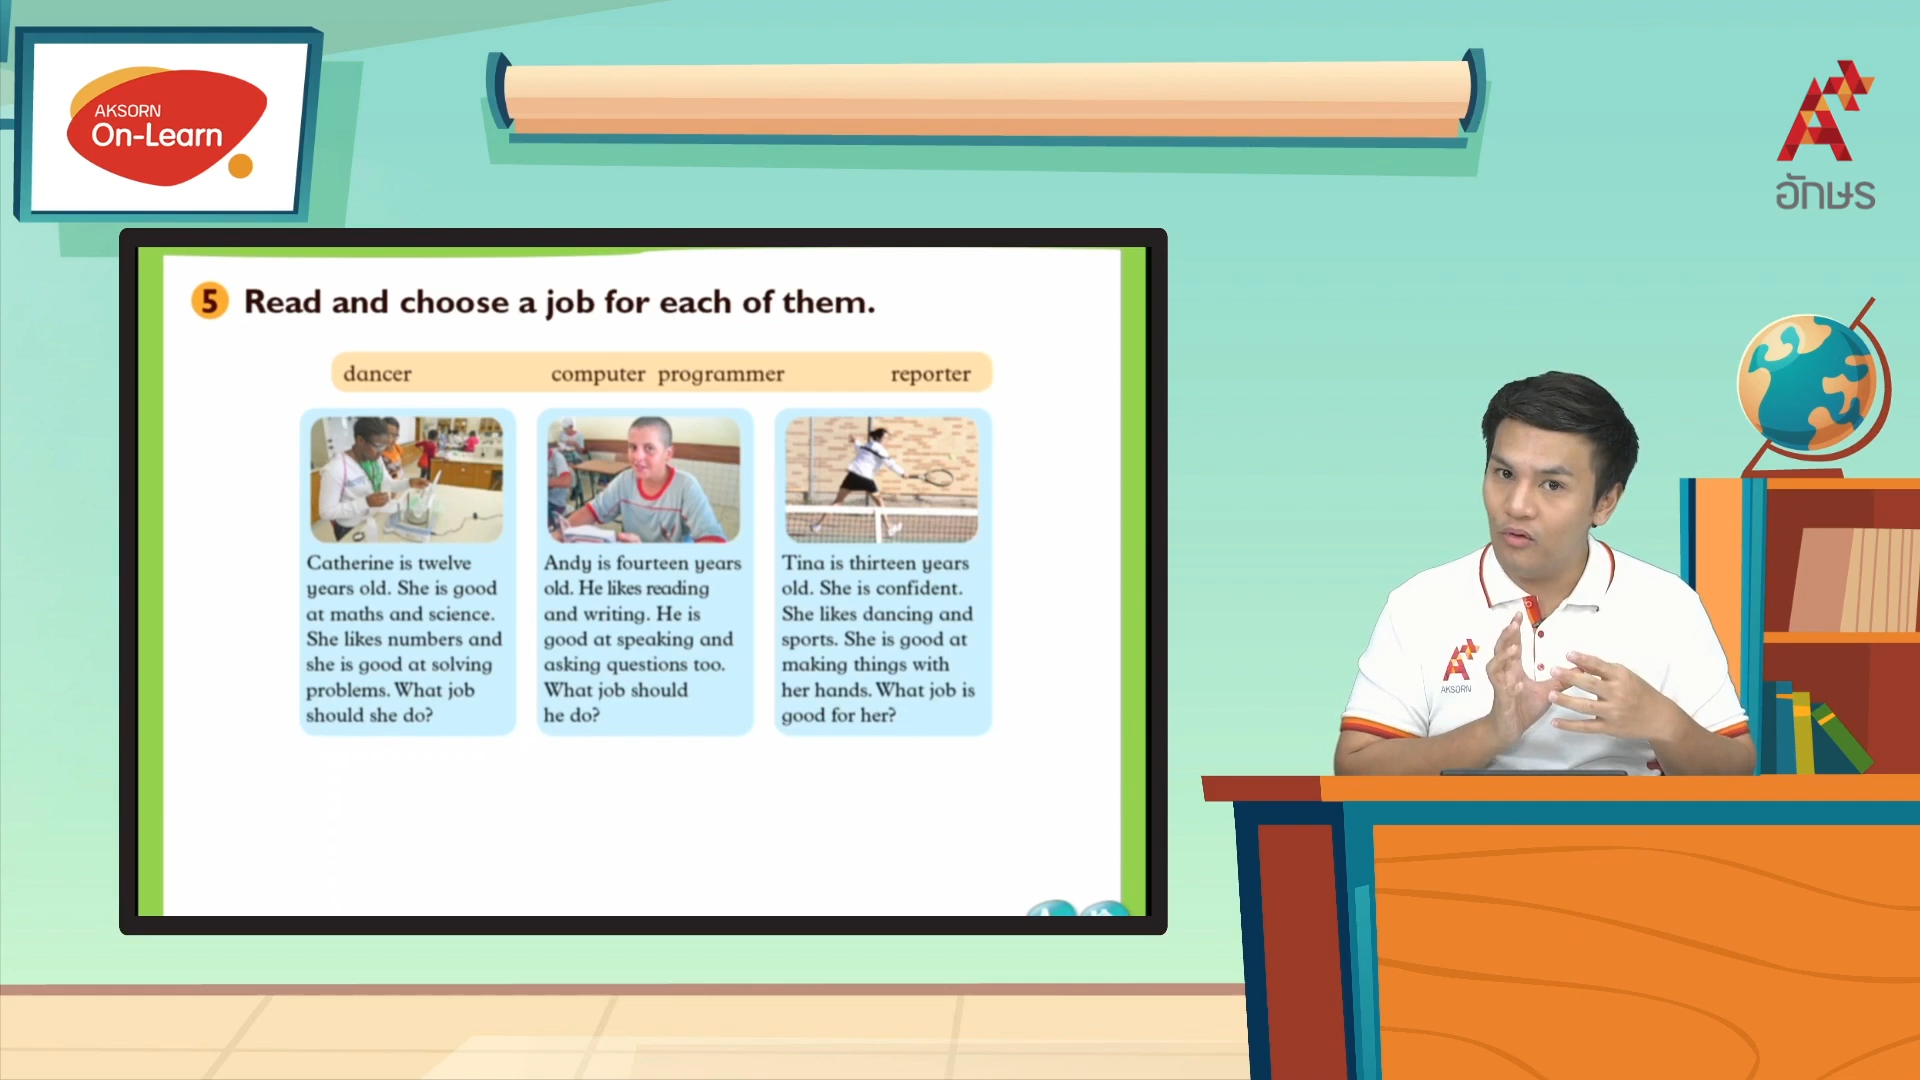 AKSORN
On-Learn
อักษร
5 Read and choose a job for each of them.
dancer computer programmer reporter
Catherine is twelve
years old. She is good
at maths and science.
She likes numbers and
she is good at solving
problems. What job
should she do?
Andy is fourteen years
old. He likes reading
and writing. He is
good at speaking and
asking questions too.
What job should
he do?
Tina is thirteen years
old. She is confident.
She likes dancing and
sports. She is good at
making things with
her hands. What job is
good for her?
AKSORN